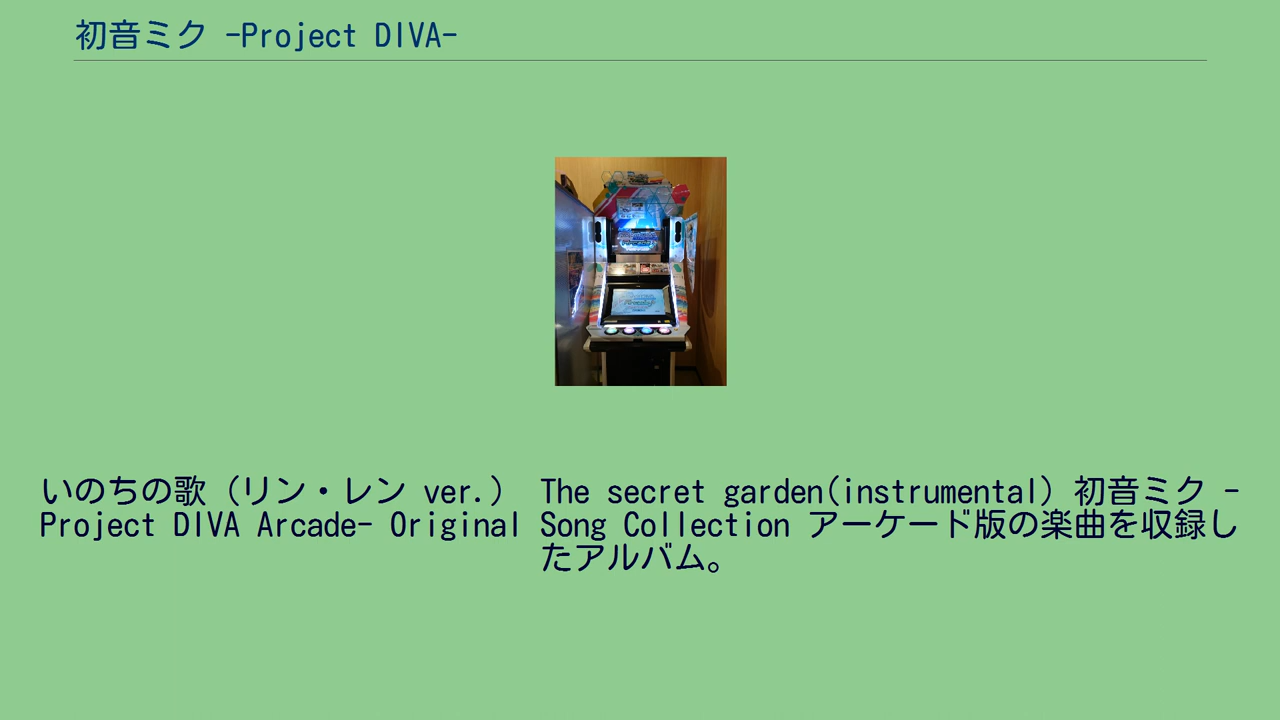 初音ミク -Project DIVA-
いのちの歌（リン・レン ver.） The secret garden(instrumental) 初音ミク -
Project DIVA Arcade- Original Song Collection アーケード版の楽曲を収録し
たアルバム。